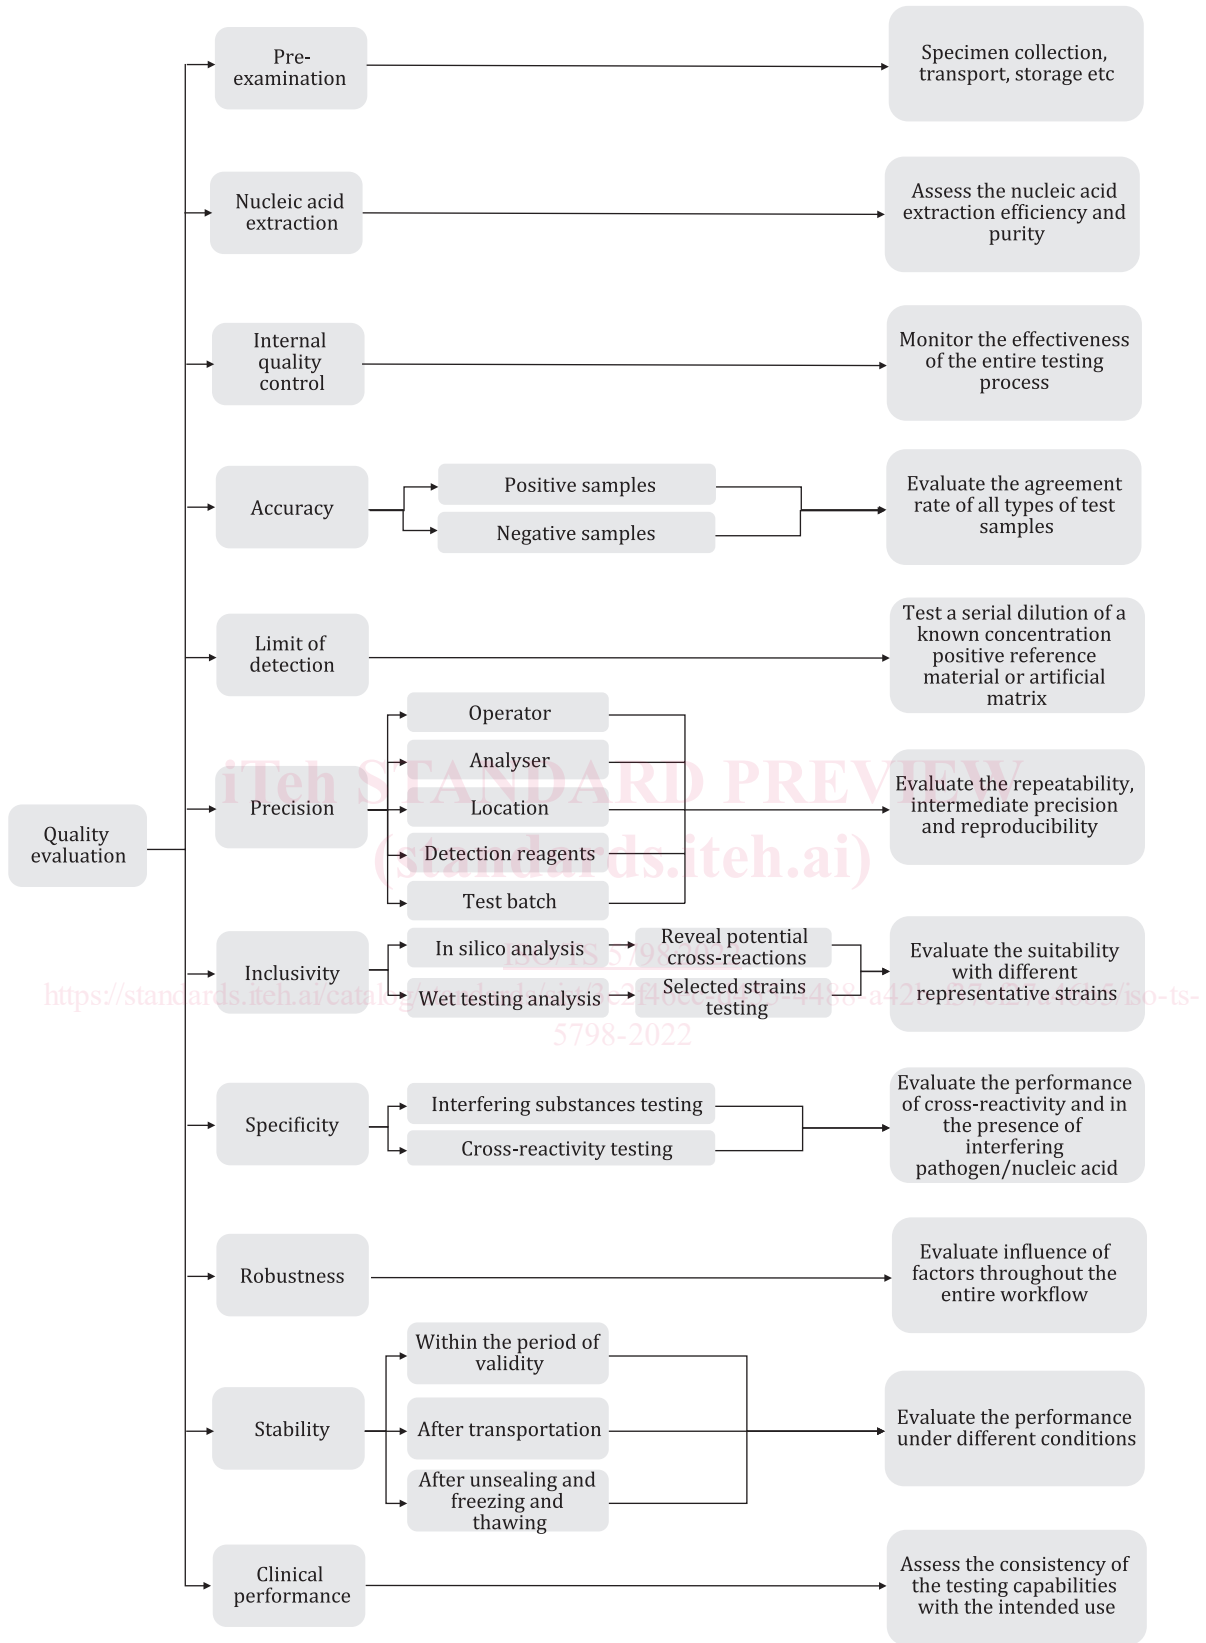 Pre-
examination
Specimen collection,
transport, storage etc
Nucleic acid
extraction
Assess the nucleic acid
extraction efficiency and
purity
Internal
quality
control
Monitor the effectiveness
of the entire testing
process
Accuracy
Positive samples
Negative samples
Evaluate the agreement
rate of all types of test
samples
Limit of
detection
Test a serial dilution of a
known concentration
positive reference
material or artificial
matrix
Quality
evaluation
Precision
Operator
Analyser
Location
Detection reagents
Test batch
Evaluate the repeatability,
intermediate precision
and reproducibility
iTeh STANDARD PREVIEW
(standards.iteh.ai)
Inclusivity
In silico analysis
Reveal potential
cross-reactions
Wet testing analysis
Selected strains
testing
Evaluate the suitability
with different
representative strains
ISO/TS 5798:2022
5798-2022
Specificity
Interfering substances testing
Cross-reactivity testing
Evaluate the performance
of cross-reactivity and in
the presence of
interfering
pathogen/nucleic acid
Robustness
Evaluate influence of
factors throughout the
entire workflow
Stability
Within the period of
validity
After transportation
After unsealing and
freezing and
thawing
Evaluate the performance
under different conditions
Clinical
performance
Assess the consistency of
the testing capabilities
with the intended use